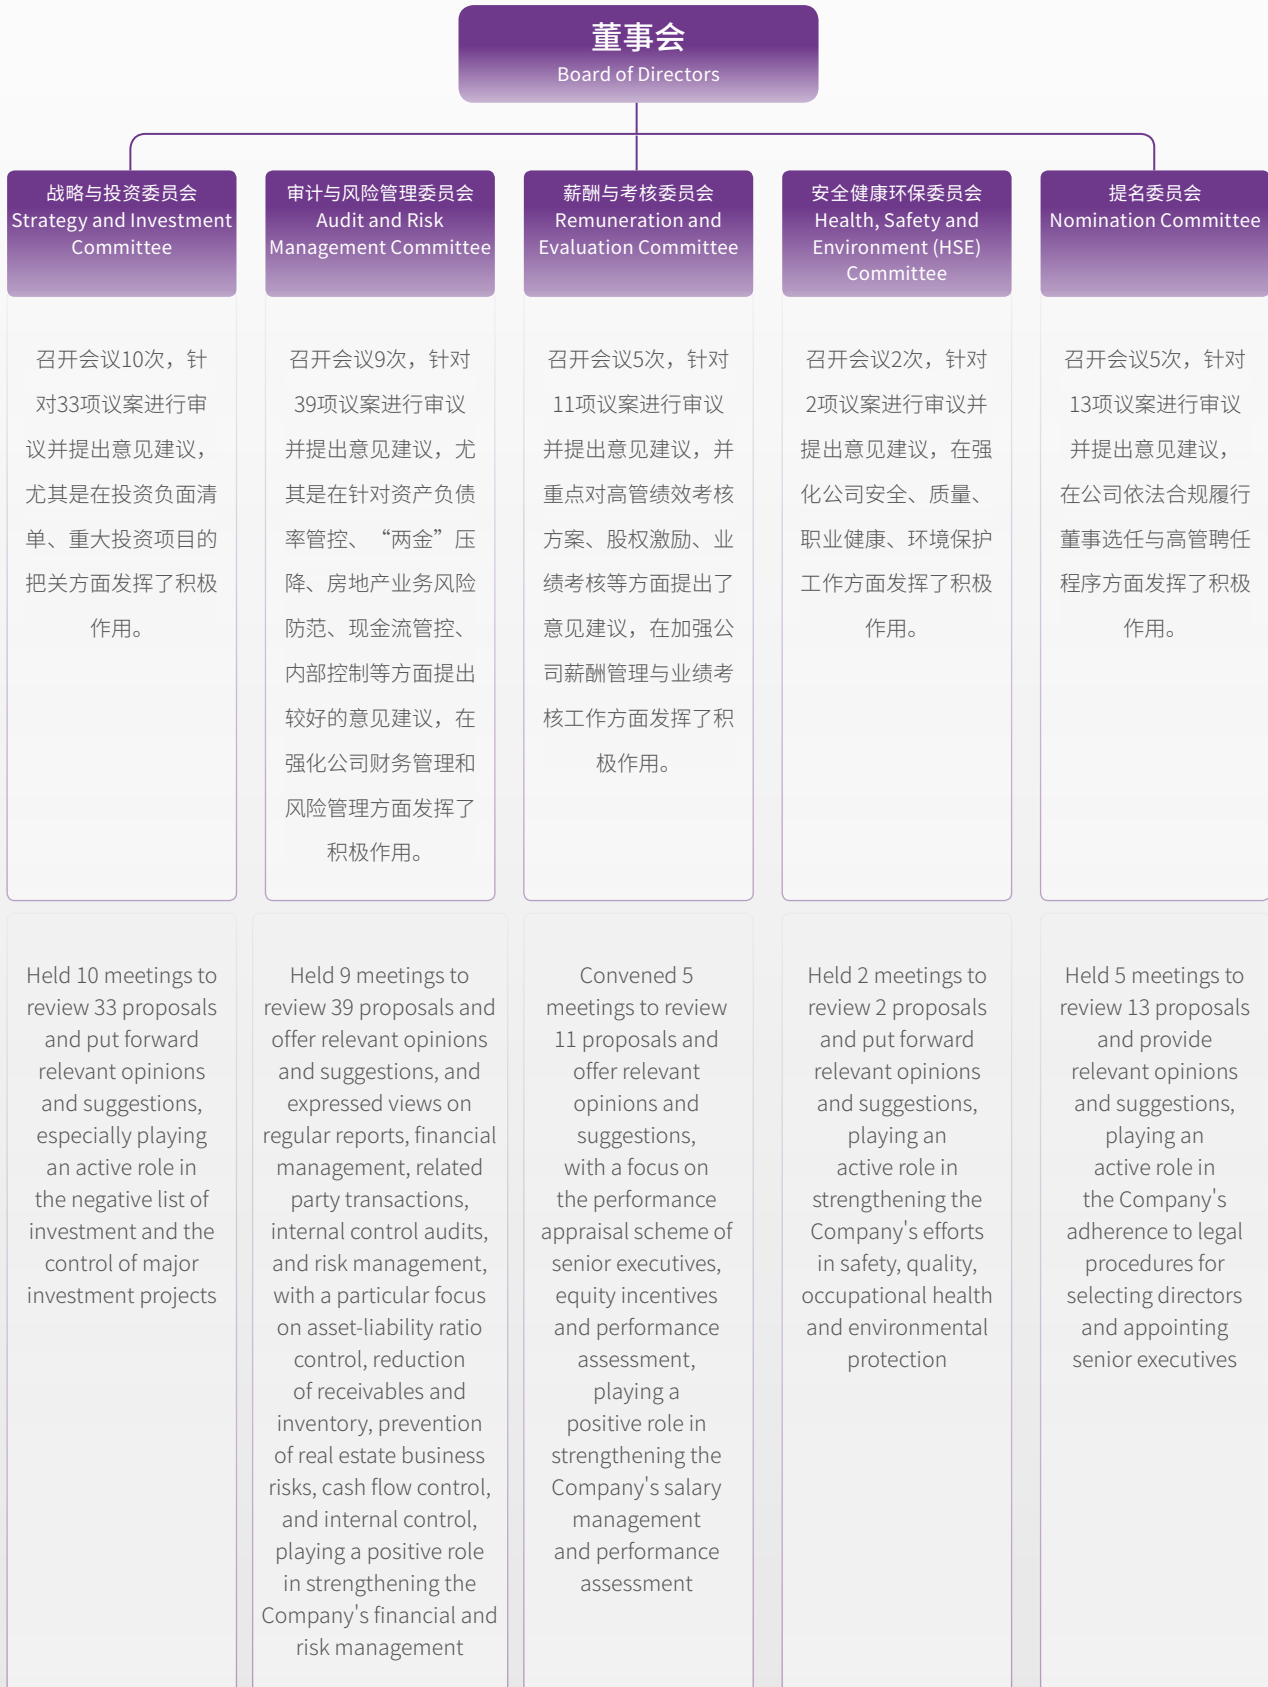 董事会
Board of Directors
战略与投资委员会
Strategy and Investment
Committee
审计与风险管理委员会
Audit and Risk
Management Committee
薪酬与考核委员会
Remuneration and
Evaluation Committee
安全健康环保委员会
Health, Safety and
Environment (HSE)
Committee
提名委员会
Nomination Committee
召开会议10次，针
对33项议案进行审
议并提出意见建议，
尤其是在投资负面清
单、重大投资项目的
把关方面发挥了积极
作用。
召开会议9次，针对
39项议案进行审议
并提出意见建议，尤
其是在针对资产负债
率管控、“两金”压
降、房地产业务风险
防范、现金流管控、
内部控制等方面提出
较好的意见建议，在
强化公司财务管理和
风险管理方面发挥了
积极作用。
召开会议5次，针对
11项议案进行审议
并提出意见建议，并
重点对高管绩效考核
方案、股权激励、业
绩考核等方面提出了
意见建议，在加强公
司薪酬管理与业绩考
核工作方面发挥了积
极作用。
召开会议2次，针对
2项议案进行审议并
提出意见建议，在强
化公司安全、质量、
职业健康、环境保护
工作方面发挥了积极
作用。
召开会议5次，针对
13项议案进行审议
并提出意见建议，
在公司依法合规履行
董事选任与高管聘任
程序方面发挥了积极
作用。
Held 10 meetings to
review 33 proposals
and put forward
relevant opinions
and suggestions,
especially playing
an active role in
the negative list of
investment and the
control of major
investment projects
Held 9 meetings to
review 39 proposals and
offer relevant opinions
and suggestions, and
expressed views on
regular reports, financial
management, related
party transactions,
internal control audits,
and risk management,
with a particular focus
on asset-liability ratio
control, reduction
of receivables and
inventory, prevention
of real estate business
risks, cash flow control,
and internal control,
playing a positive role
in strengthening the
Company's financial and
risk management
Convened 5
meetings to review
11 proposals and
offer relevant
opinions and
suggestions,
with a focus on
the performance
appraisal scheme of
senior executives,
equity incentives
and performance
assessment,
playing a
positive role in
strengthening the
Company's salary
management
and performance
assessment
Held 2 meetings to
review 2 proposals
and put forward
relevant opinions
and suggestions,
playing an
active role in
strengthening the
Company's efforts
in safety, quality,
occupational health
and environmental
protection
Held 5 meetings to
review 13 proposals
and provide
relevant opinions
and suggestions,
playing an
active role in
the Company's
adherence to legal
procedures for
selecting directors
and appointing
senior executives